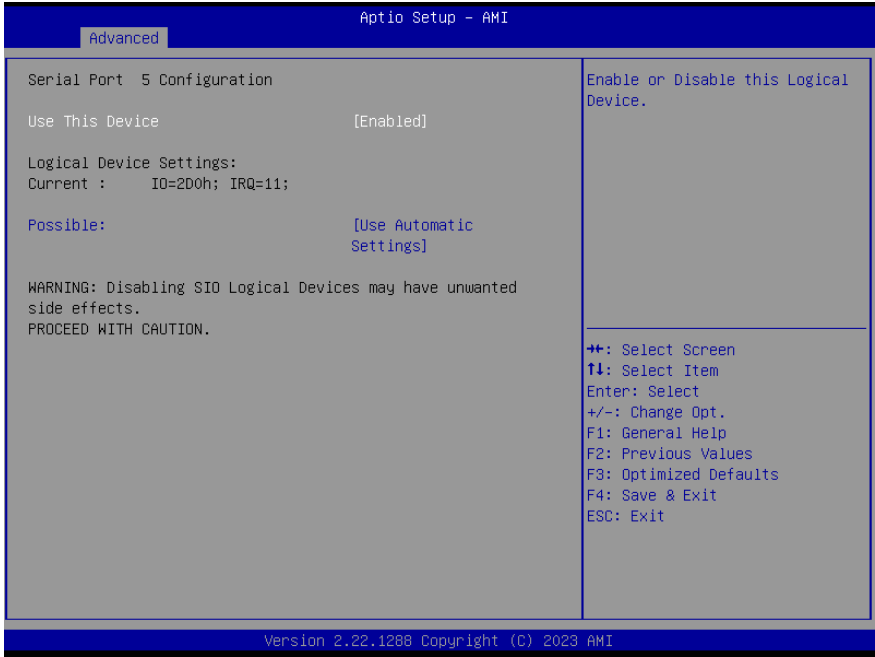 Aptio Setup – AMI
Advanced
Serial Port 5 Configuration
Use This Device [Enabled]
Logical Device Settings:
Current : IO=2D0h; IRQ=11;
Possible: [Use Automatic
Settings]
WARNING: Disabling SIO Logical Devices may have unwanted
side effects.
PROCEED WITH CAUTION.
Enable or Disable this Logical
Device.
→←: Select Screen
↑↓: Select Item
Enter: Select
+/-: Change Opt.
F1: General Help
F2: Previous Values
F3: Optimized Defaults
F4: Save & Exit
ESC: Exit
Version 2.22.1288 Copyright (C) 2023 AMI